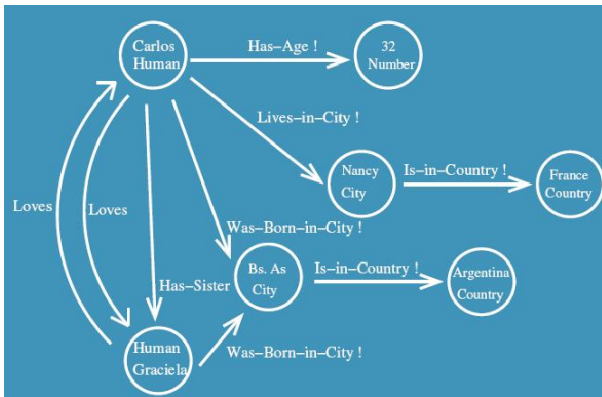 Carlos
Human
Has-Age !
32
Number
Lives-in-City !
Nancy
City
Is-in-Country !
France
Country
Loves
Loves
Was-Born-in-City !
Has-Sister
Bs. As
City
Is-in-Country !
Argentina
Country
Human
Graciela
Was-Born-in-City !